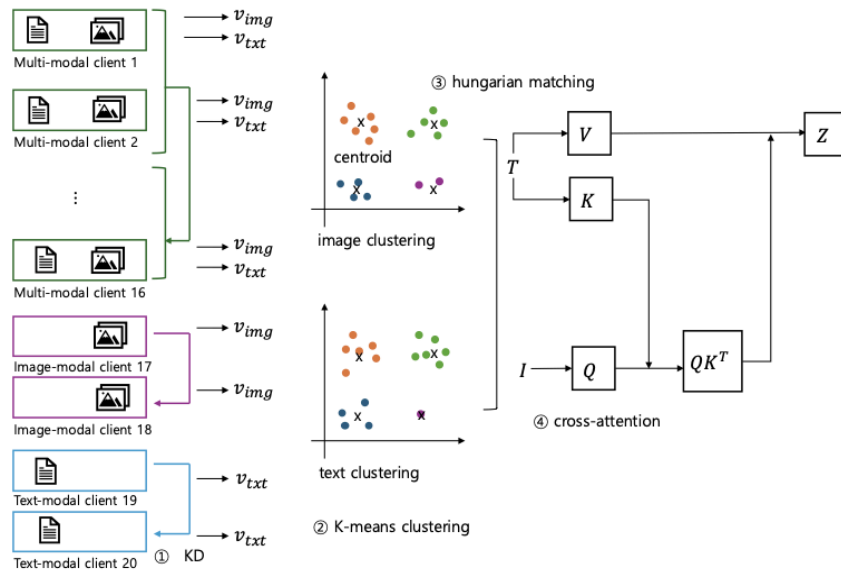 v_img
v_txt
Multi-modal client 1
v_img
v_txt
Multi-modal client 2
⋮
v_img
v_txt
Multi-modal client 16
v_img
Image-modal client 17
v_img
Image-modal client 18
v_txt
Text-modal client 19
v_txt
Text-modal client 20
① KD
③ hungarian matching
x
x
centroid
x
x
image clustering
x
x
x
x
text clustering
② K-means clustering
T
V
K
Z
I
Q
QK^T
④ cross-attention